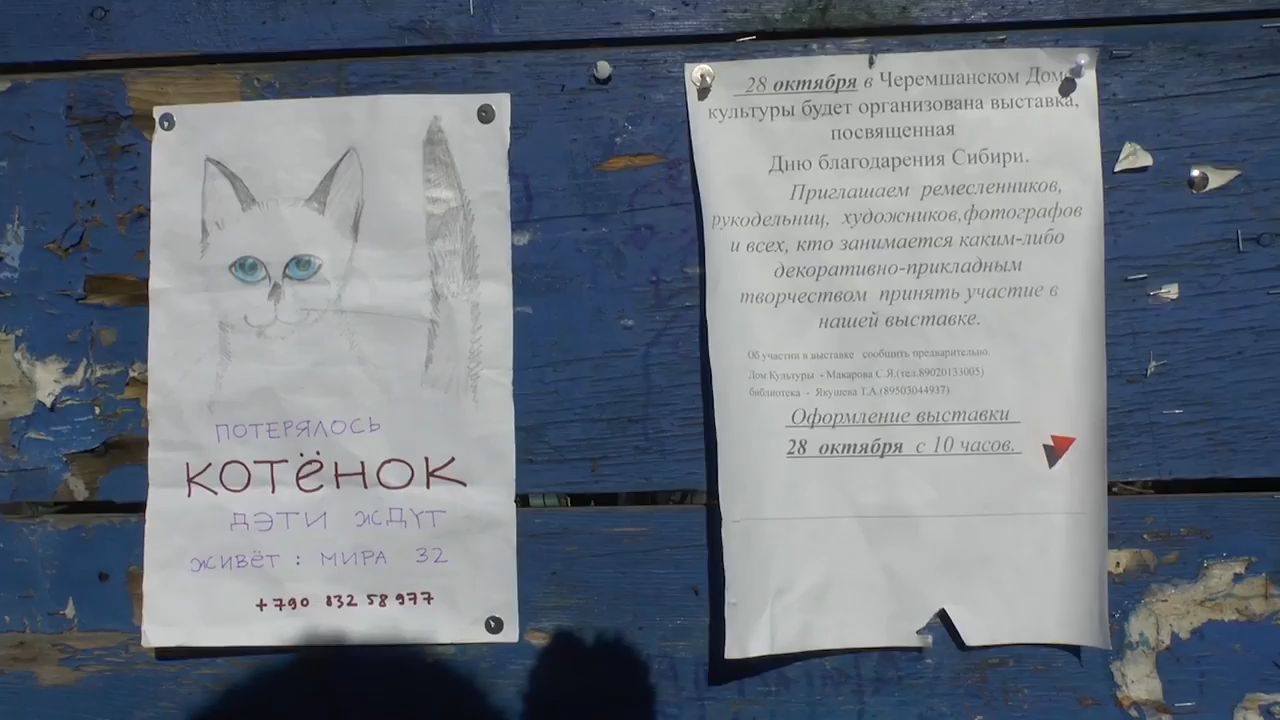 ПОТЕРЯЛОСЬ
КОТЁНОК
ДЭТИ ЖДУТ
ЖИВЁТ : МИРА 32
+790 832 58 977
28 октября в Черемшанском Доме
культуры будет организована выставка,
посвященная
Дню благодарения Сибири.
Приглашаем ремесленников,
рукодельниц, художников,фотографов
и всех, кто занимается каким-либо
декоративно-прикладным
творчеством принять участие в
нашей выставке.
Об участии в выставке сообщить предварительно.
Дом Культуры - Макарова С.Я.(тел.89020133005)
библиотека - Якушева Т.А.(89503044937)
Оформление выставки
28 октября с 10 часов.